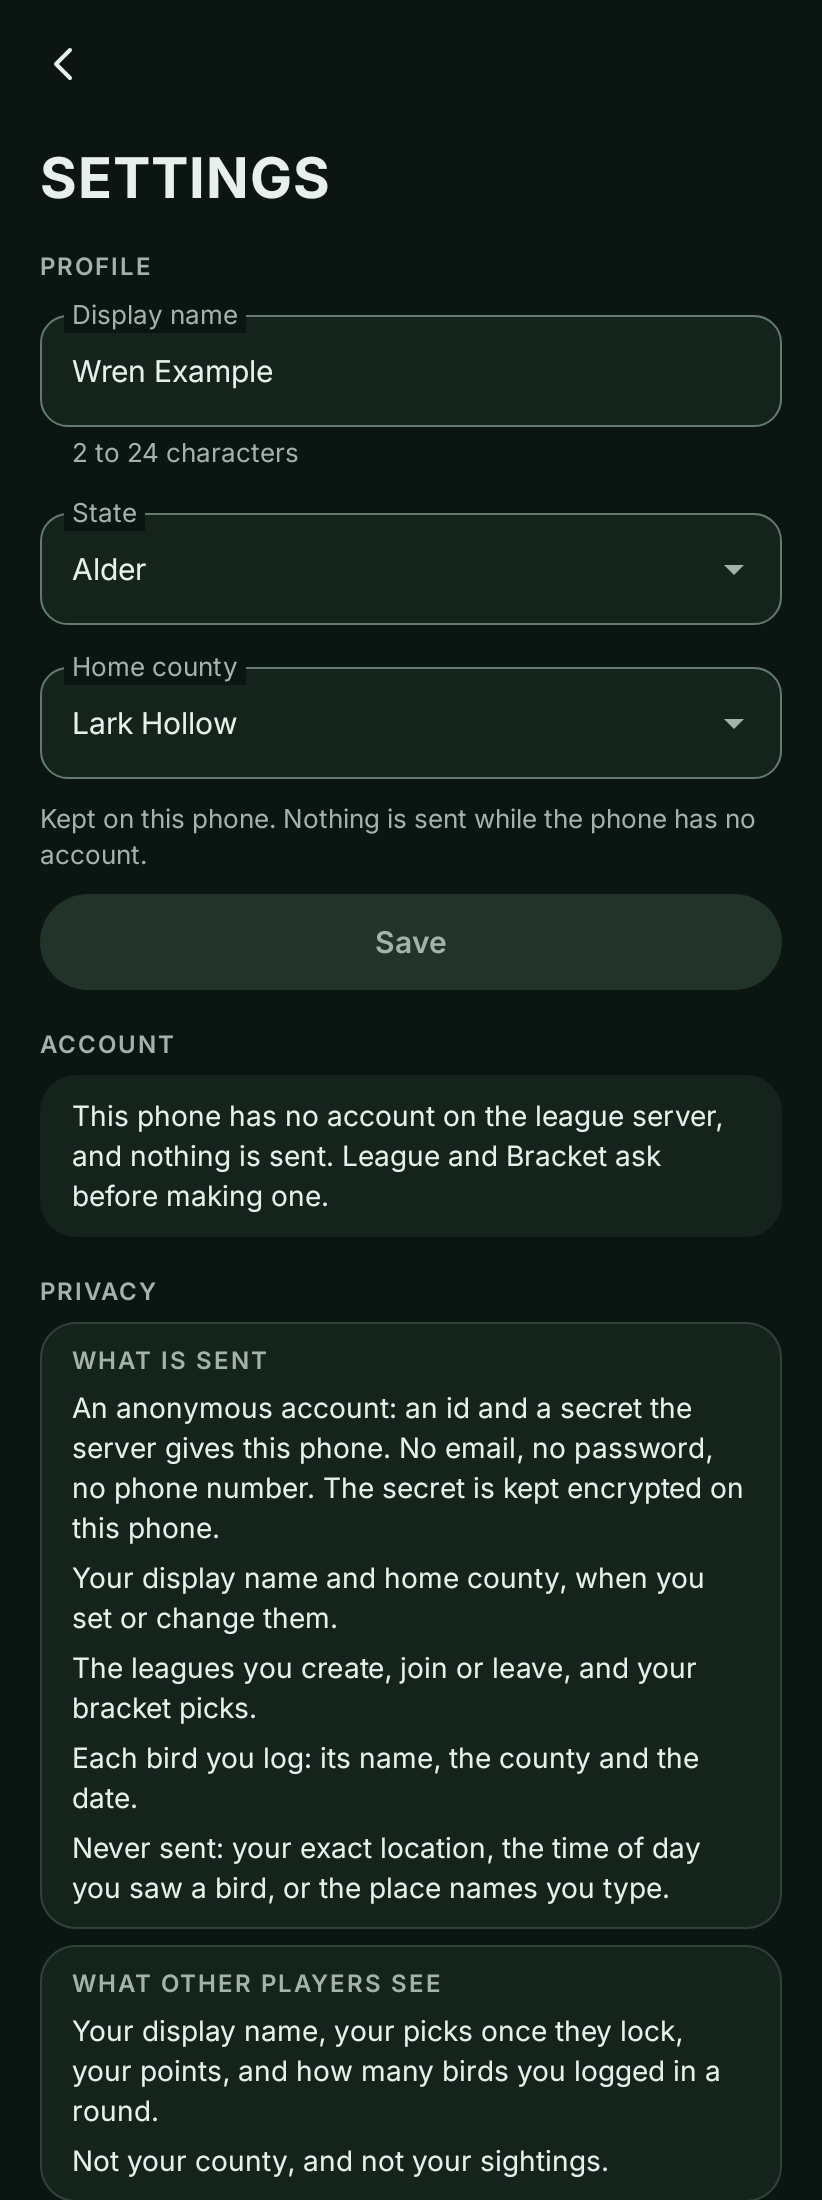 SETTINGS
PROFILE
Display name
Wren Example
2 to 24 characters
State
Alder
Home county
Lark Hollow
Kept on this phone. Nothing is sent while the phone has no
account.
Save
ACCOUNT
This phone has no account on the league server,
and nothing is sent. League and Bracket ask
before making one.
PRIVACY
WHAT IS SENT
An anonymous account: an id and a secret the
server gives this phone. No email, no password,
no phone number. The secret is kept encrypted on
this phone.
Your display name and home county, when you
set or change them.
The leagues you create, join or leave, and your
bracket picks.
Each bird you log: its name, the county and the
date.
Never sent: your exact location, the time of day
you saw a bird, or the place names you type.
WHAT OTHER PLAYERS SEE
Your display name, your picks once they lock,
your points, and how many birds you logged in a
round.
Not your county, and not your sightings.